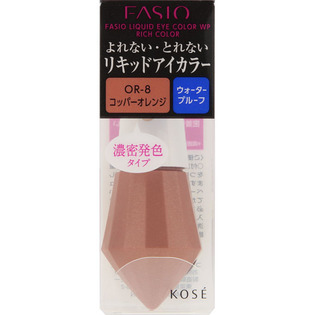 FASIO
FASIO LIQUID EYE COLOR WP
RICH COLOR
よれない・とれない
リキッドアイカラー
OR-8
コッパーオレンジ
ウォーター
プルーフ
濃密発色
タイプ
KOSÉ